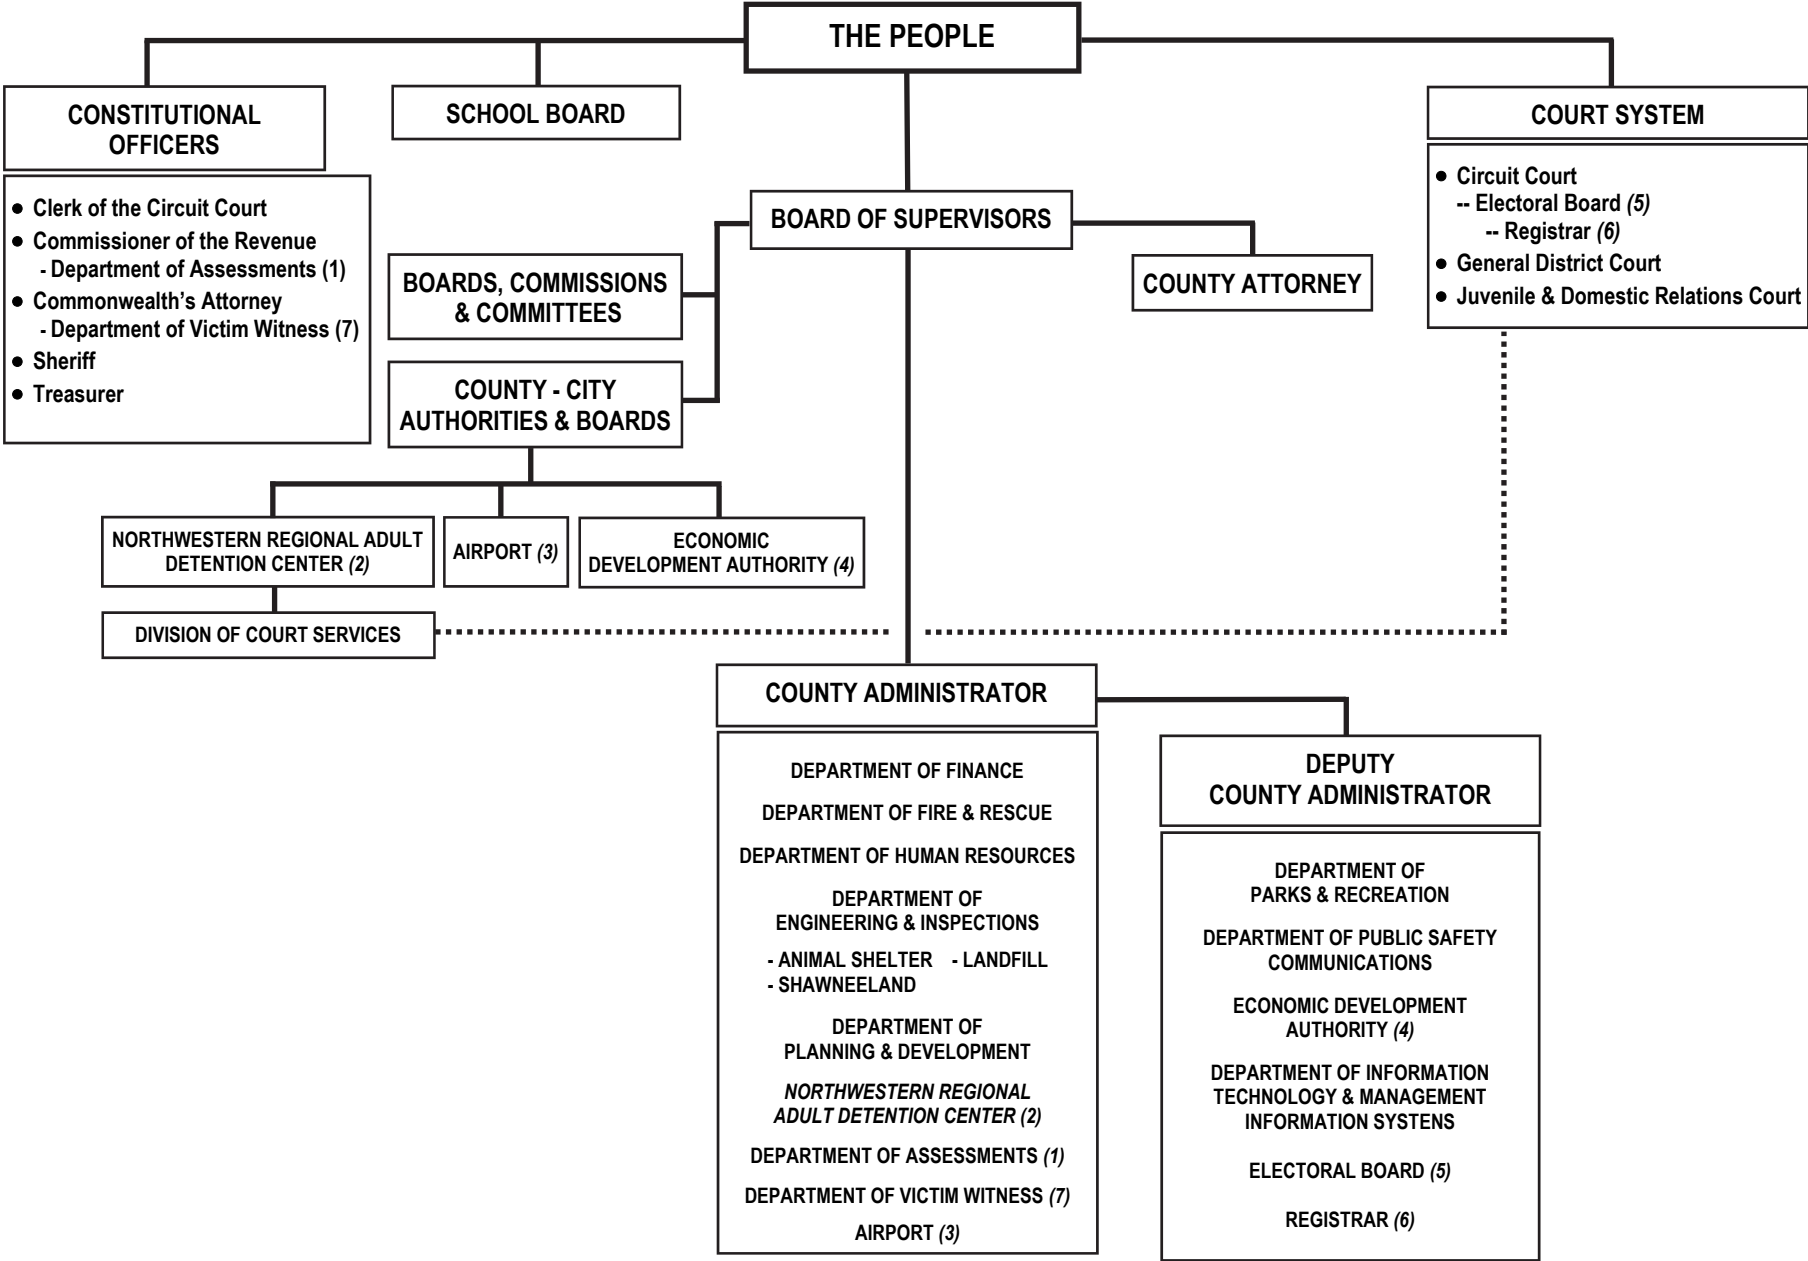 THE PEOPLE
CONSTITUTIONAL
OFFICERS
● Clerk of the Circuit Court
● Commissioner of the Revenue
- Department of Assessments (1)
● Commonwealth’s Attorney
- Department of Victim Witness (7)
● Sheriff
● Treasurer
SCHOOL BOARD
COURT SYSTEM
● Circuit Court
-- Electoral Board (5)
-- Registrar (6)
● General District Court
● Juvenile & Domestic Relations Court
BOARD OF SUPERVISORS
BOARDS, COMMISSIONS
& COMMITTEES
COUNTY ATTORNEY
COUNTY - CITY
AUTHORITIES & BOARDS
NORTHWESTERN REGIONAL ADULT
DETENTION CENTER (2)
AIRPORT (3)
ECONOMIC
DEVELOPMENT AUTHORITY (4)
DIVISION OF COURT SERVICES
COUNTY ADMINISTRATOR
DEPARTMENT OF FINANCE
DEPARTMENT OF FIRE & RESCUE
DEPARTMENT OF HUMAN RESOURCES
DEPARTMENT OF
ENGINEERING & INSPECTIONS
- ANIMAL SHELTER - LANDFILL
- SHAWNEELAND
DEPARTMENT OF
PLANNING & DEVELOPMENT
NORTHWESTERN REGIONAL
ADULT DETENTION CENTER (2)
DEPARTMENT OF ASSESSMENTS (1)
DEPARTMENT OF VICTIM WITNESS (7)
AIRPORT (3)
DEPUTY
COUNTY ADMINISTRATOR
DEPARTMENT OF
PARKS & RECREATION
DEPARTMENT OF PUBLIC SAFETY
COMMUNICATIONS
ECONOMIC DEVELOPMENT
AUTHORITY (4)
DEPARTMENT OF INFORMATION
TECHNOLOGY & MANAGEMENT
INFORMATION SYSTENS
ELECTORAL BOARD (5)
REGISTRAR (6)